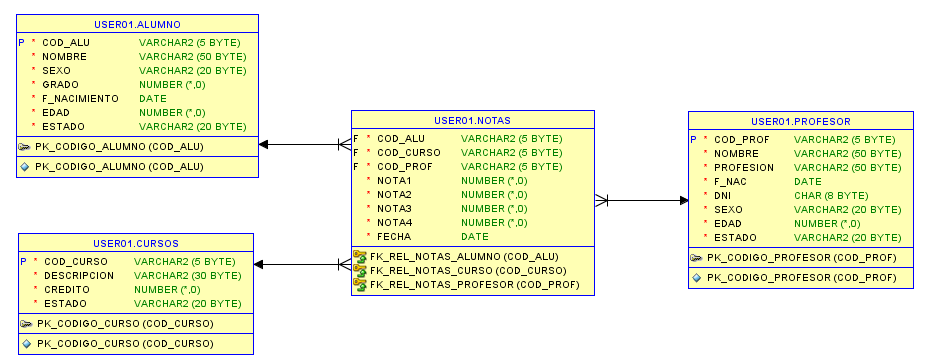 USER01.ALUMNO
P * COD_ALU VARCHAR2 (5 BYTE)
* NOMBRE VARCHAR2 (50 BYTE)
* SEXO VARCHAR2 (20 BYTE)
* GRADO NUMBER (*,0)
* F_NACIMIENTO DATE
* EDAD NUMBER (*,0)
* ESTADO VARCHAR2 (20 BYTE)
PK_CODIGO_ALUMNO (COD_ALU)
PK_CODIGO_ALUMNO (COD_ALU)
USER01.CURSOS
P * COD_CURSO VARCHAR2 (5 BYTE)
* DESCRIPCION VARCHAR2 (30 BYTE)
* CREDITO NUMBER (*,0)
* ESTADO VARCHAR2 (20 BYTE)
PK_CODIGO_CURSO (COD_CURSO)
PK_CODIGO_CURSO (COD_CURSO)
USER01.NOTAS
F * COD_ALU VARCHAR2 (5 BYTE)
F * COD_CURSO VARCHAR2 (5 BYTE)
F * COD_PROF VARCHAR2 (5 BYTE)
* NOTA1 NUMBER (*,0)
* NOTA2 NUMBER (*,0)
* NOTA3 NUMBER (*,0)
* NOTA4 NUMBER (*,0)
* FECHA DATE
FK_REL_NOTAS_ALUMNO (COD_ALU)
FK_REL_NOTAS_CURSO (COD_CURSO)
FK_REL_NOTAS_PROFESOR (COD_PROF)
USER01.PROFESOR
P * COD_PROF VARCHAR2 (5 BYTE)
* NOMBRE VARCHAR2 (50 BYTE)
* PROFESION VARCHAR2 (50 BYTE)
* F_NAC DATE
* DNI CHAR (8 BYTE)
* SEXO VARCHAR2 (20 BYTE)
* EDAD NUMBER (*,0)
* ESTADO VARCHAR2 (20 BYTE)
PK_CODIGO_PROFESOR (COD_PROF)
PK_CODIGO_PROFESOR (COD_PROF)